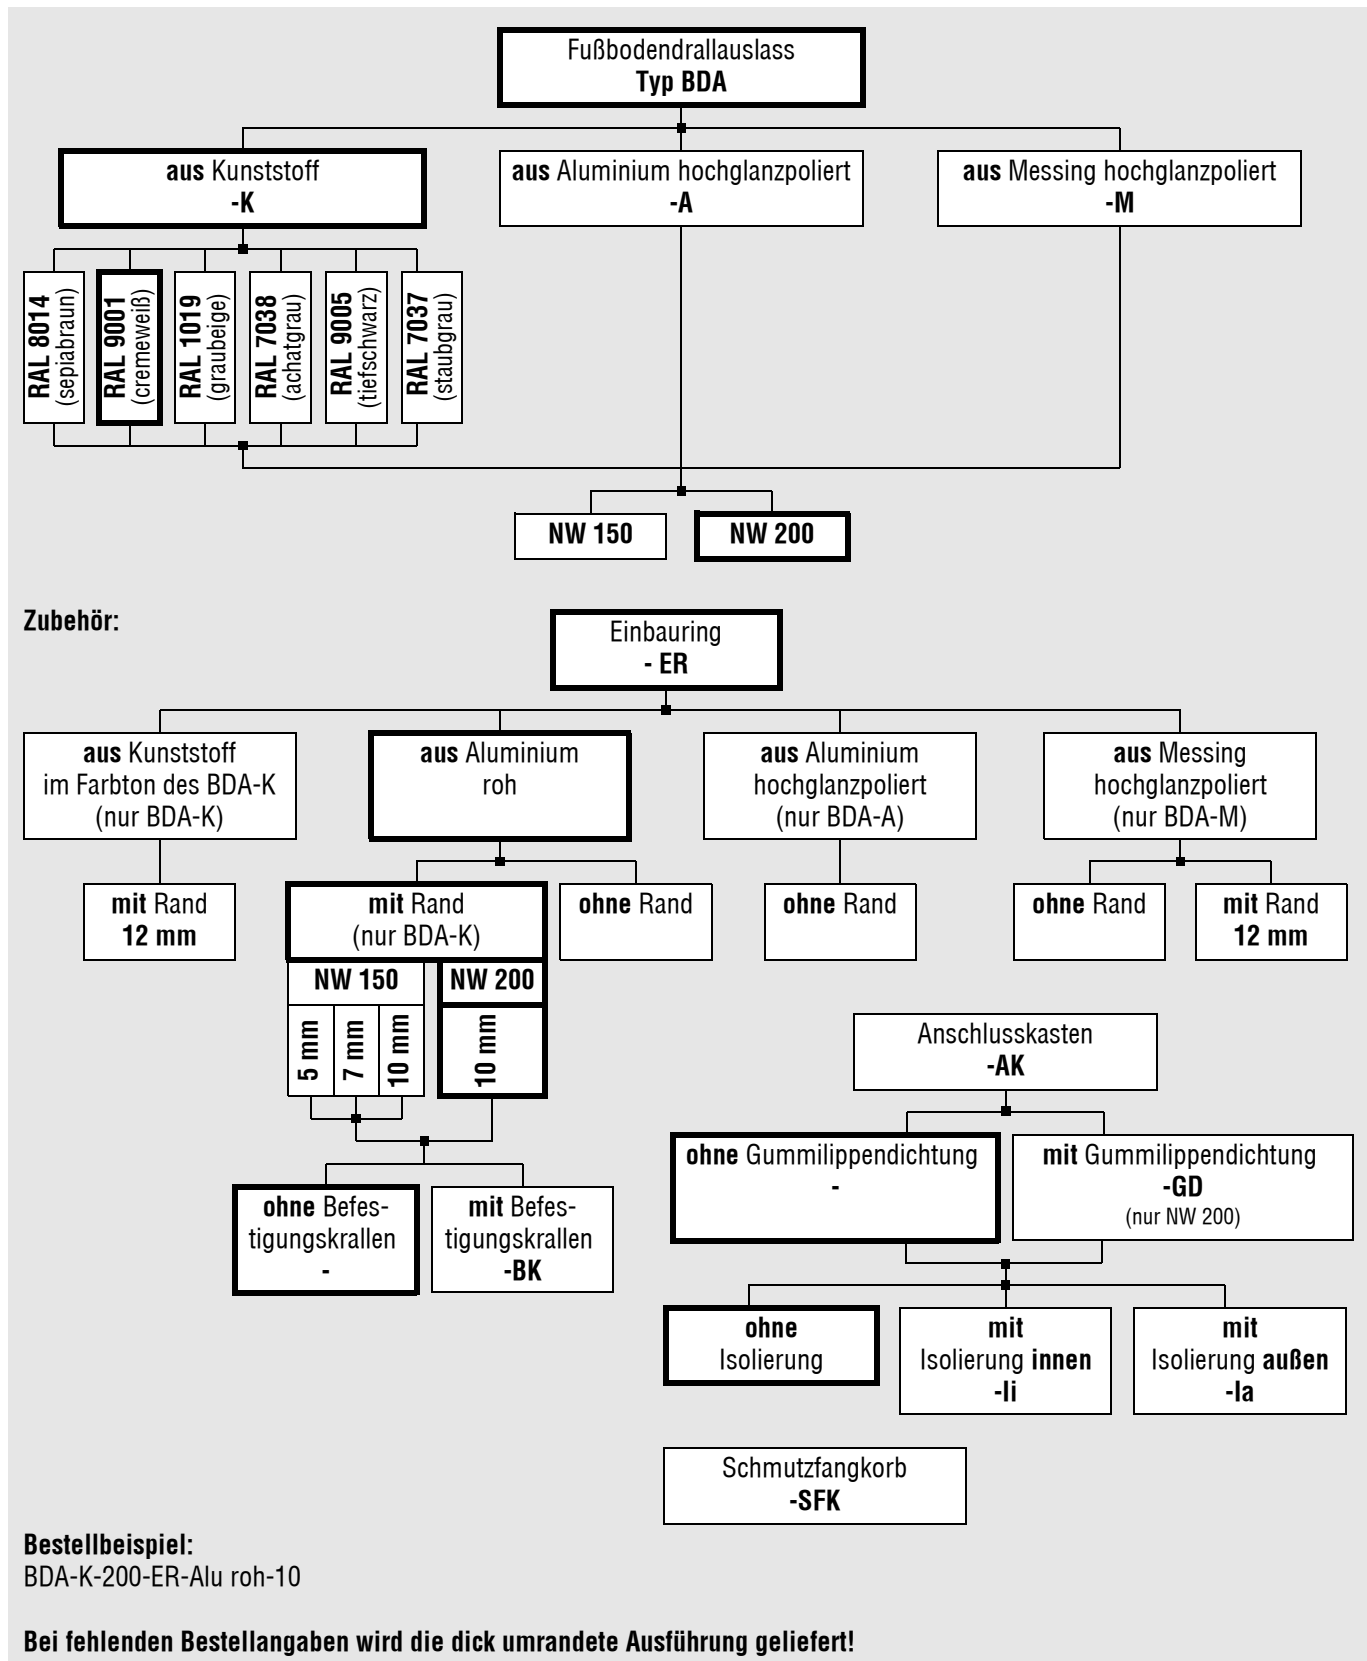 Fußbodendrallauslass
Typ BDA
aus Kunststoff
-K
aus Aluminium hochglanzpoliert
-A
aus Messing hochglanzpoliert
-M
RAL 8014
(sepiabraun)
RAL 9001
(cremeweiß)
RAL 1019
(graubeige)
RAL 7038
(achatgrau)
RAL 9005
(tiefschwarz)
RAL 7037
(staubgrau)
NW 150
NW 200
Zubehör:
Einbauring
- ER
aus Kunststoff
im Farbton des BDA-K
(nur BDA-K)
aus Aluminium
roh
aus Aluminium
hochglanzpoliert
(nur BDA-A)
aus Messing
hochglanzpoliert
(nur BDA-M)
mit Rand
12 mm
mit Rand
(nur BDA-K)
ohne Rand
ohne Rand
ohne Rand
mit Rand
12 mm
NW 150
NW 200
5 mm
7 mm
10 mm
10 mm
ohne Befes-
tigungskrallen
-
mit Befes-
tigungskrallen
-BK
Anschlusskasten
-AK
ohne Gummilippendichtung
-
mit Gummilippendichtung
-GD
(nur NW 200)
ohne
Isolierung
mit
Isolierung innen
-Ii
mit
Isolierung außen
-Ia
Schmutzfangkorb
-SFK
Bestellbeispiel:
BDA-K-200-ER-Alu roh-10
Bei fehlenden Bestellangaben wird die dick umrandete Ausführung geliefert!